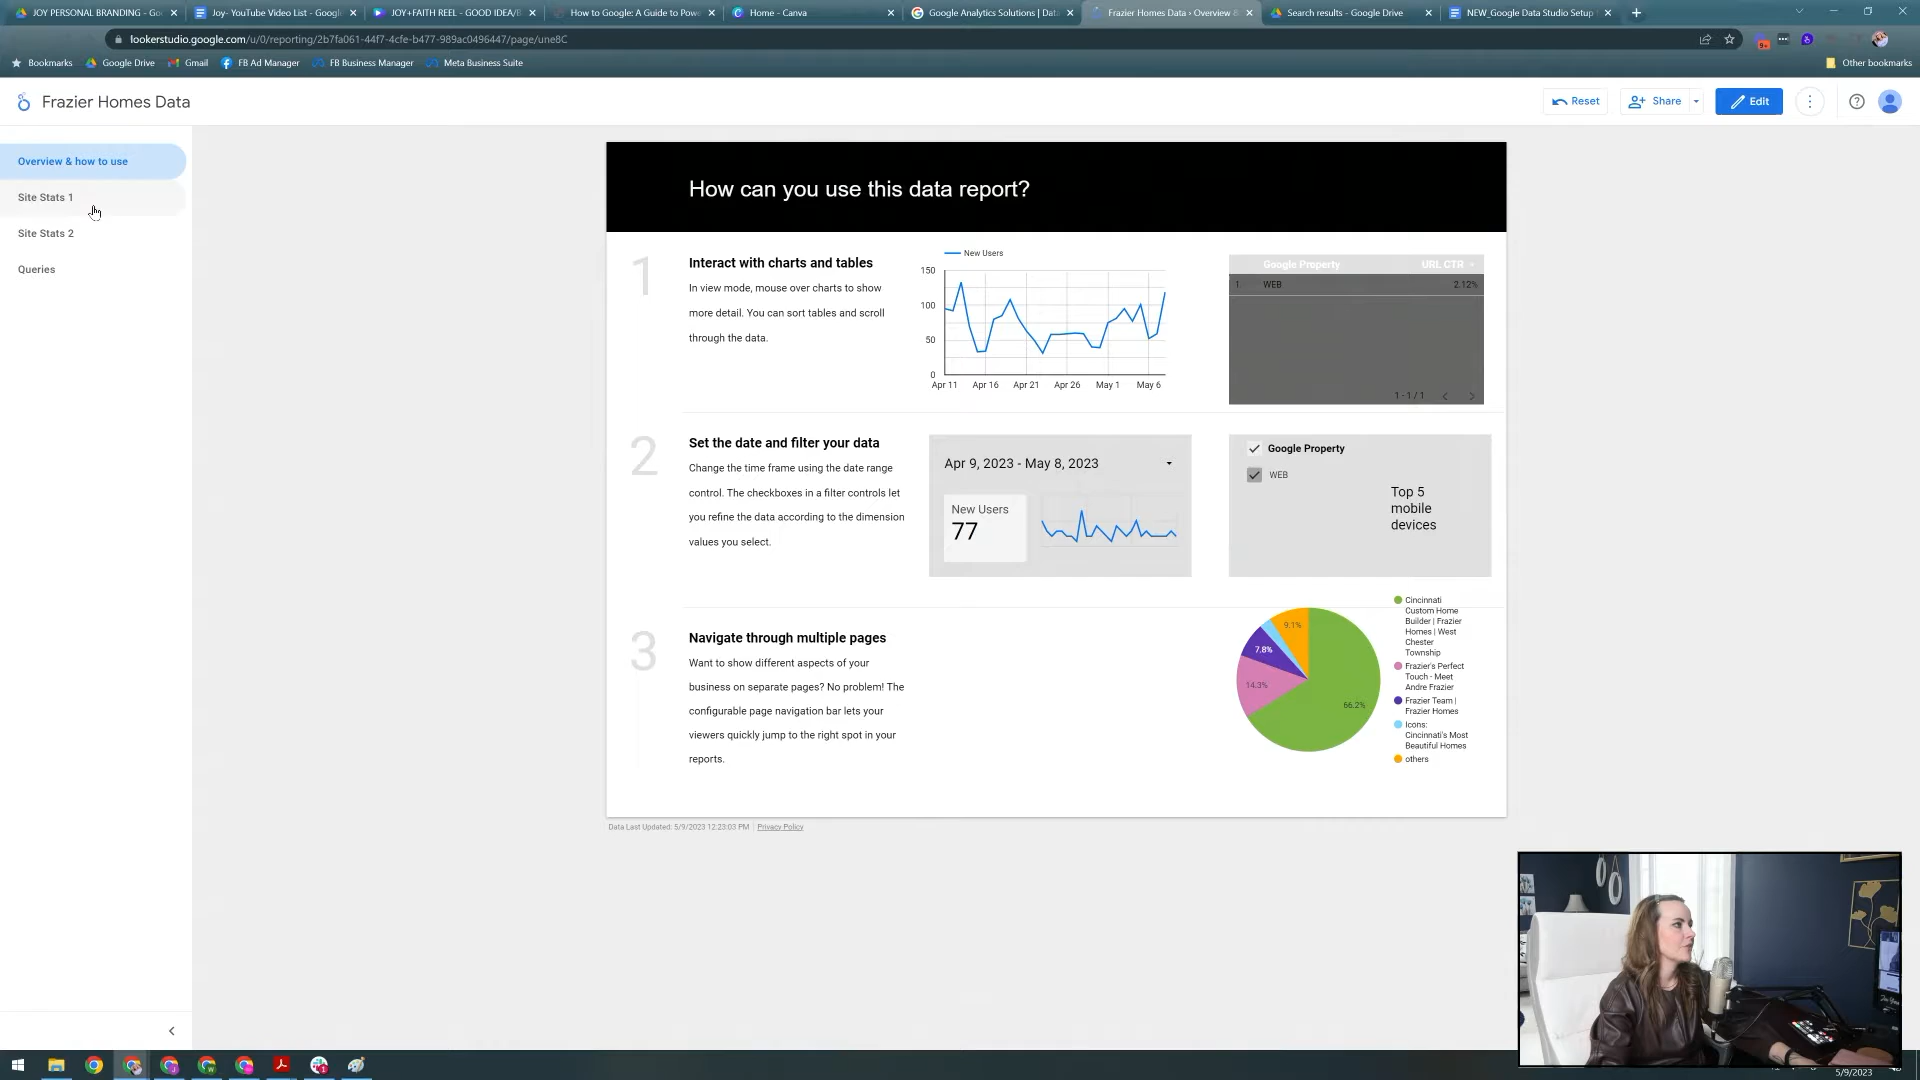 JOY PERSONAL BRANDING - Go
Joy- YouTube Video List - Google
JOY+FAITH REEL - GOOD IDEA/B
How to Google: A Guide to Powe
Home - Canva
Google Analytics Solutions | Data
Frazier Homes Data › Overview &
Search results - Google Drive
NEW_Google Data Studio Setup
lookerstudio.google.com/u/0/reporting/2b7fa061-44f7-4cfe-b477-989ac0496447/page/une8C
Bookmarks
Google Drive
Gmail
FB Ad Manager
FB Business Manager
Meta Business Suite
Other bookmarks
Frazier Homes Data
Reset
Share
Edit
Overview & how to use
Site Stats 1
Site Stats 2
Queries
How can you use this data report?
1
Interact with charts and tables
In view mode, mouse over charts to show
more detail. You can sort tables and scroll
through the data.
New Users
150
100
50
0
Apr 11 Apr 16 Apr 21 Apr 26 May 1 May 6
Google Property URL CTR
1. WEB 2.12%
1 - 1 / 1
2
Set the date and filter your data
Change the time frame using the date range
control. The checkboxes in a filter controls let
you refine the data according to the dimension
values you select.
Apr 9, 2023 - May 8, 2023
New Users
77
Google Property
WEB
Top 5
mobile
devices
3
Navigate through multiple pages
Want to show different aspects of your
business on separate pages? No problem! The
configurable page navigation bar lets your
viewers quickly jump to the right spot in your
reports.
9.1%
7.8%
14.3%
66.2%
Cincinnati
Custom Home
Builder | Frazier
Homes | West
Chester
Township
Frazier's Perfect
Touch - Meet
Andre Frazier
Frazier Team |
Frazier Homes
Icons:
Cincinnati's Most
Beautiful Homes
others
Data Last Updated: 5/9/2023 12:23:03 PM
Privacy Policy
5/9/2023